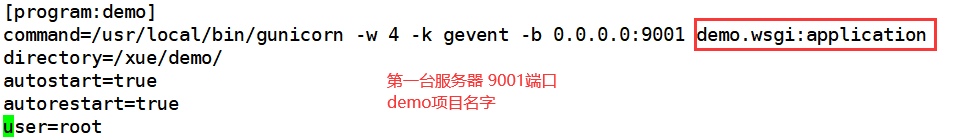 [program:demo]
command=/usr/local/bin/gunicorn -w 4 -k gevent -b 0.0.0.0:9001 demo.wsgi:application
directory=/xue/demo/
autostart=true
第一台服务器 9001端口
autorestart=true
demo项目名字
user=root